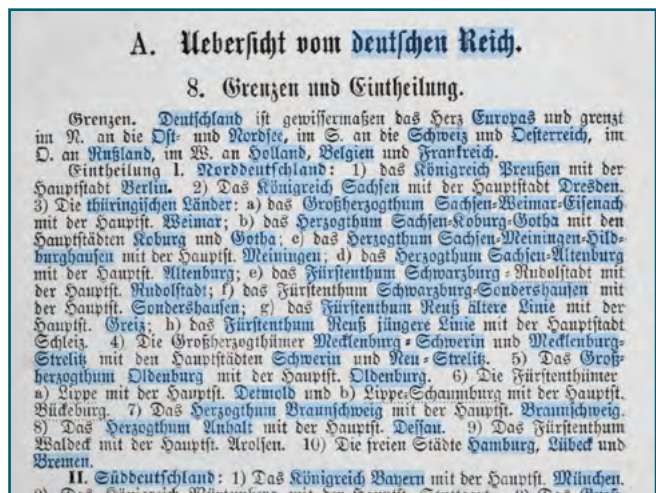 A. Ueberſicht vom deutſchen Reich.
8. Grenzen und Eintheilung.
Grenzen. Deutſchland iſt gewiſſermaßen das Herz Europas und grenzt
im N. an die Oſt- und Nordſee, im S. an die Schweiz und Oeſterreich, im
O. an Rußland, im W. an Holland, Belgien und Frankreich.
Eintheilung I. Norddeutſchland: 1) das Königreich Preußen mit der
Hauptſtadt Berlin. 2) Das Königreich Sachſen mit der Hauptſtadt Dresden.
3) Die thüringiſchen Länder: a) das Großherzogthum Sachſen-Weimar-Eiſenach
mit der Hauptſt. Weimar; b) das Herzogthum Sachſen-Koburg-Gotha mit den
Hauptſtädten Koburg und Gotha; c) das Herzogthum Sachſen-Meiningen-Hild-
burghauſen mit der Hauptſt. Meiningen; d) das Herzogthum Sachſen-Altenburg
mit der Hauptſt. Altenburg; e) das Fürſtenthum Schwarzburg-Rudolſtadt mit
der Hauptſt. Rudolſtadt; f) das Fürſtenthum Schwarzburg-Sondershauſen mit
der Hauptſt. Sondershauſen; g) das Fürſtenthum Reuß ältere Linie mit der
Hauptſt. Greiz; h) das Fürſtenthum Reuß jüngere Linie mit der Hauptſtadt
Schleiz. 4) Die Großherzogthümer Mecklenburg-Schwerin und Mecklenburg-
Strelitz mit den Hauptſtädten Schwerin und Neu-Strelitz. 5) Das Groß-
herzogthum Oldenburg mit der Hauptſt. Oldenburg. 6) Die Fürſtenthümer
a) Lippe mit der Hauptſt. Detmold und b) Lippe-Schaumburg mit der Hauptſt.
Bückeburg. 7) Das Herzogthum Braunſchweig mit der Hauptſt. Braunſchweig.
8) Das Herzogthum Anhalt mit der Hauptſt. Deſſau. 9) Das Fürſtenthum
Waldeck mit der Hauptſt. Arolſen. 10) Die freien Städte Hamburg, Lübeck und
Bremen.
II. Süddeutſchland: 1) Das Königreich Bayern mit der Hauptſt. München.